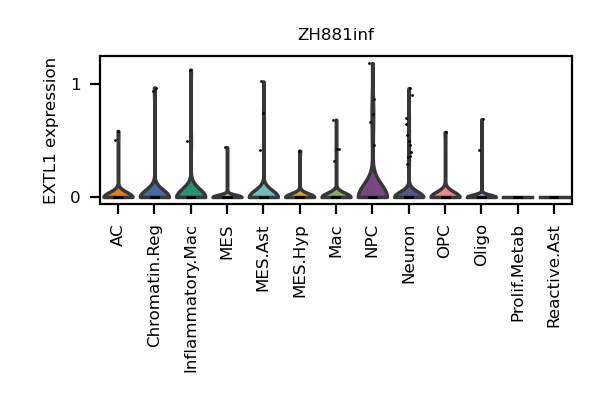 ZH881inf
EXTL1 expression
1
0
AC
Chromatin.Reg
Inflammatory.Mac
MES
MES.Ast
MES.Hyp
Mac
NPC
Neuron
OPC
Oligo
Prolif.Metab
Reactive.Ast